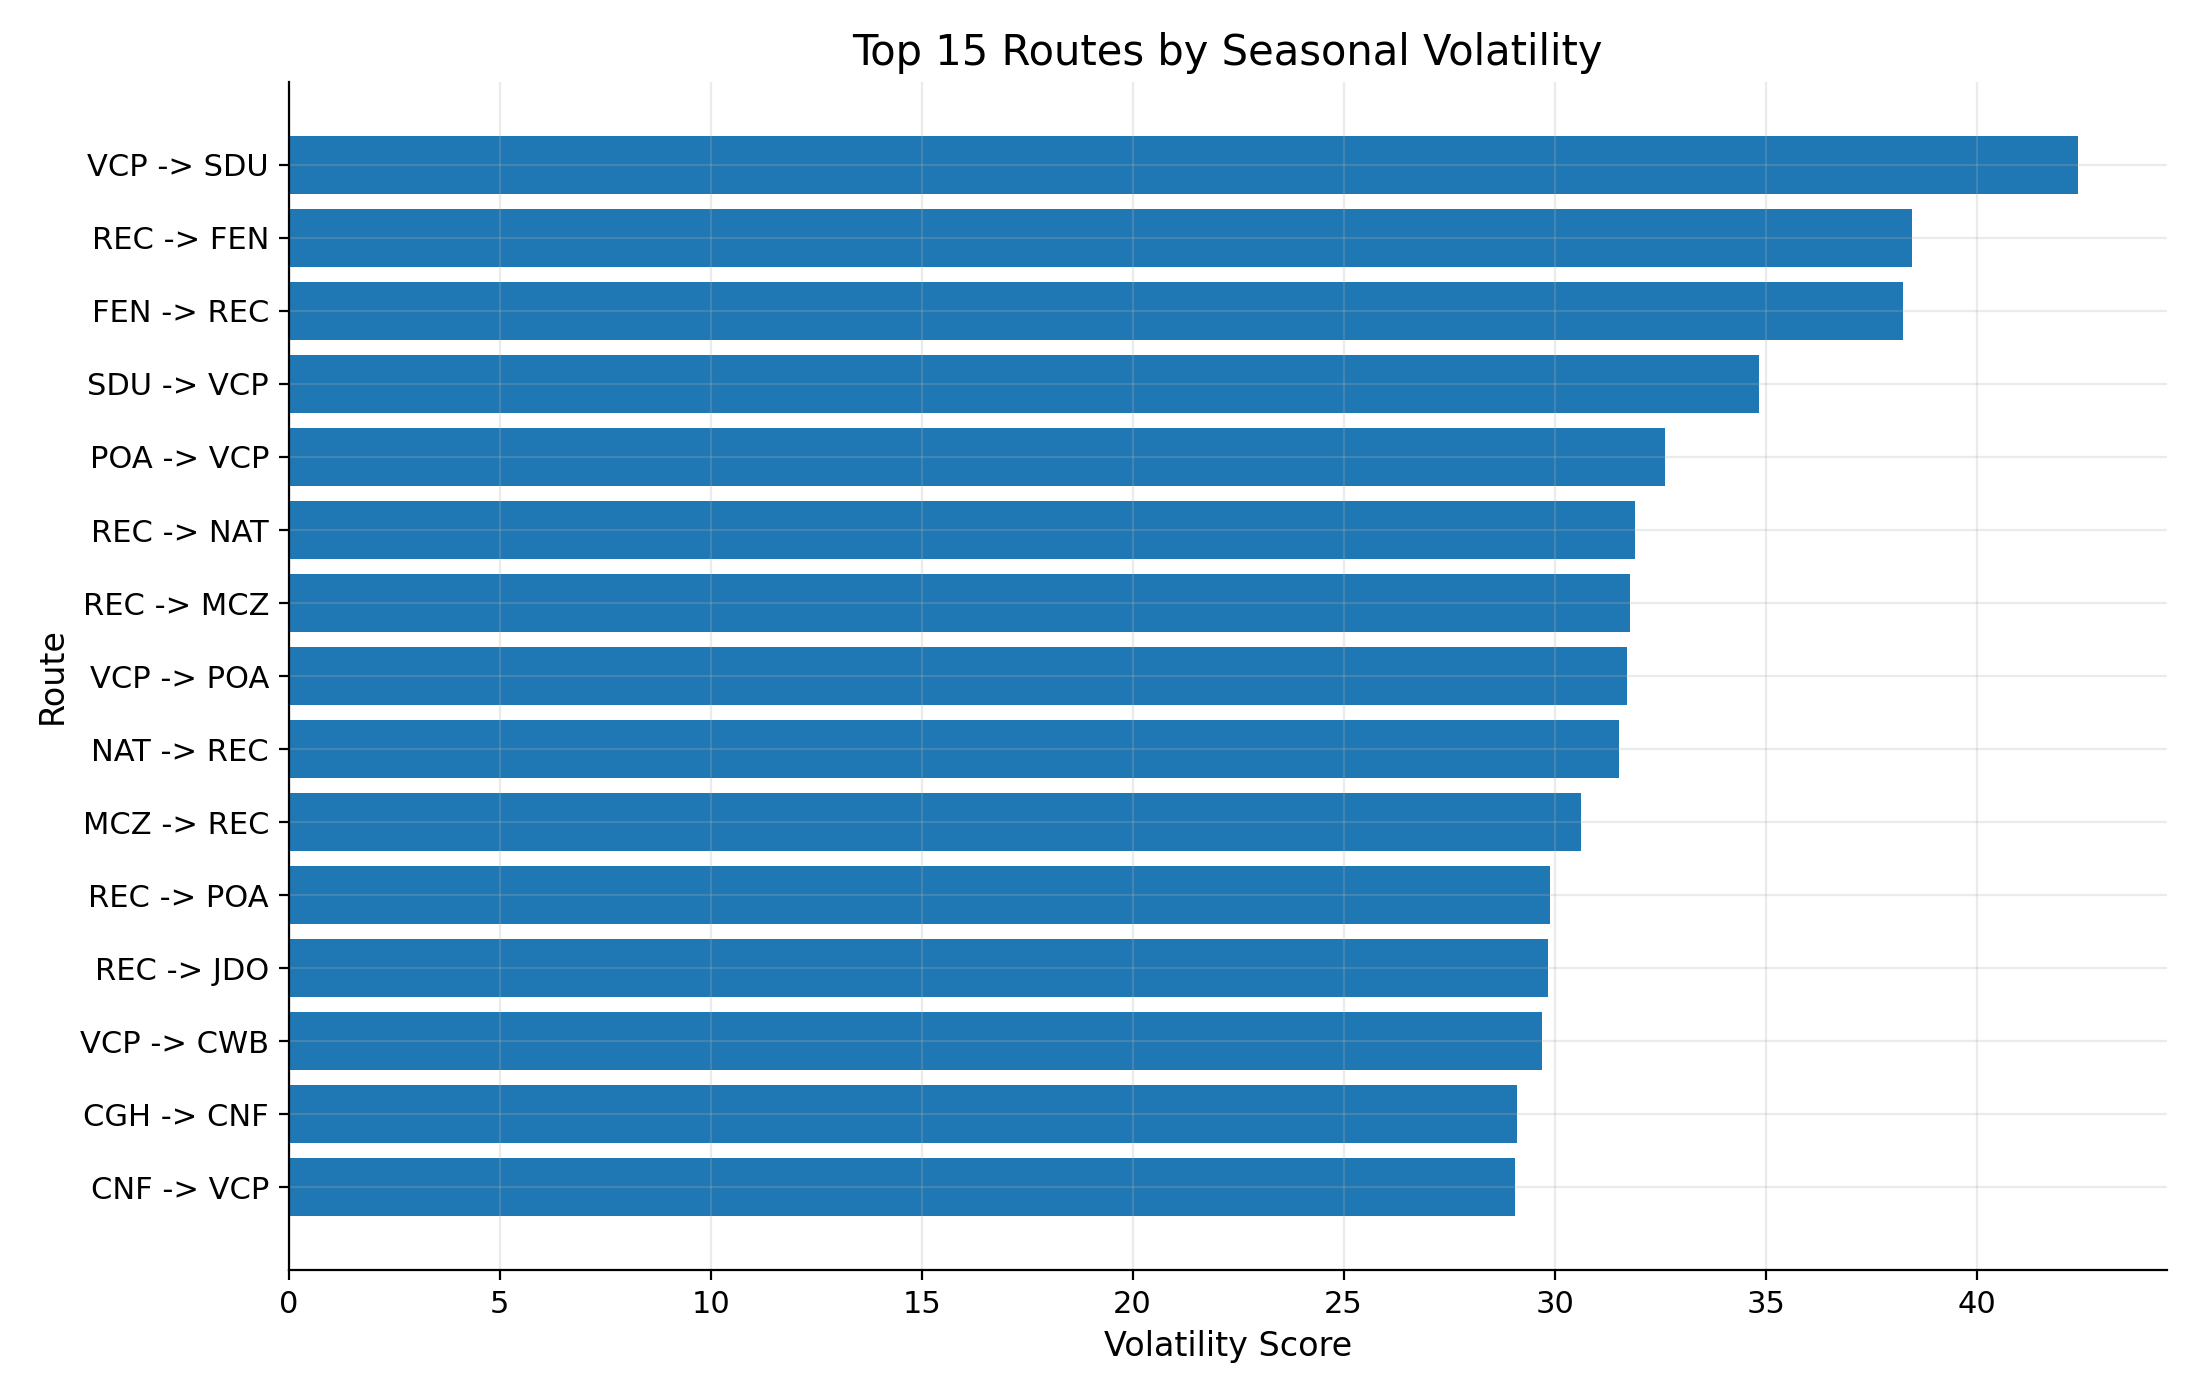 Top 15 Routes by Seasonal Volatility
VCP -> SDU
REC -> FEN
FEN -> REC
SDU -> VCP
POA -> VCP
REC -> NAT
REC -> MCZ
VCP -> POA
NAT -> REC
MCZ -> REC
REC -> POA
REC -> JDO
VCP -> CWB
CGH -> CNF
CNF -> VCP
Route
0 5 10 15 20 25 30 35 40
Volatility Score